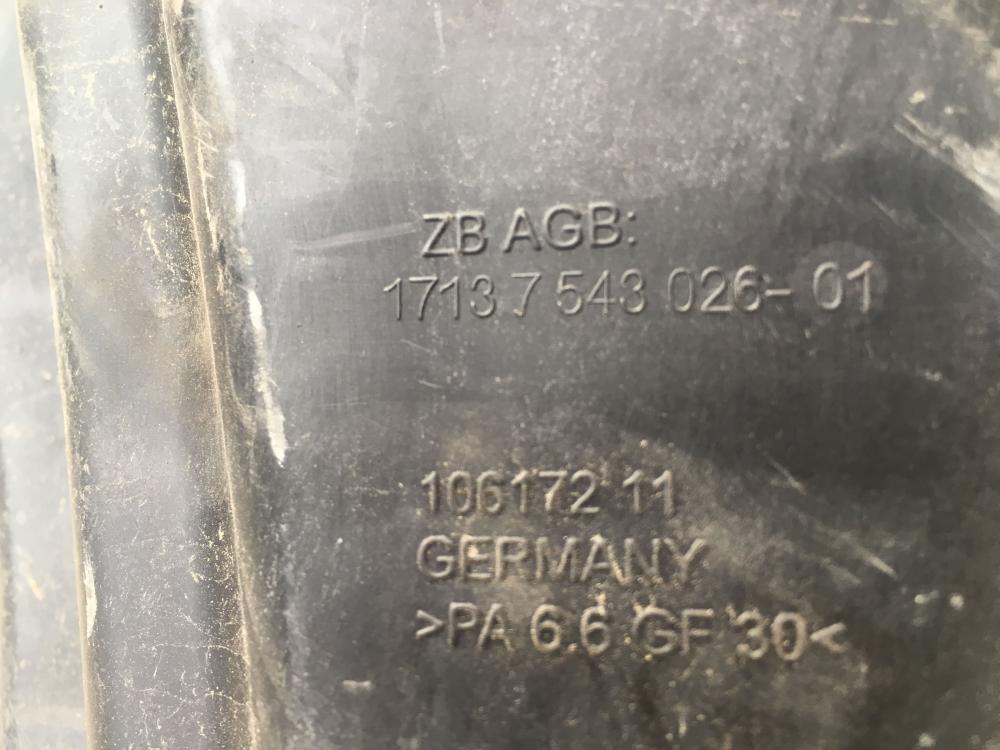 ZB AGB:
1713 7 543 026-01
106172 11
GERMANY
>PA 6.6 GF 30<